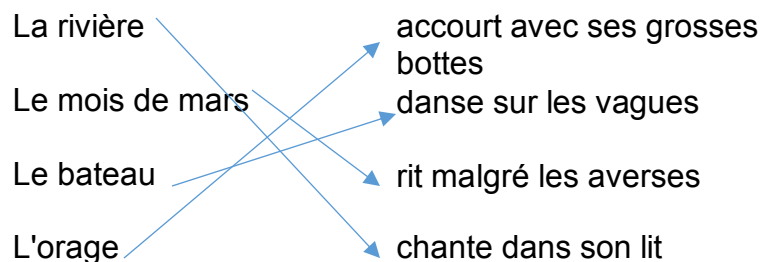 La rivière
accourt avec ses grosses
bottes
Le mois de mars
danse sur les vagues
Le bateau
rit malgré les averses
L'orage
chante dans son lit